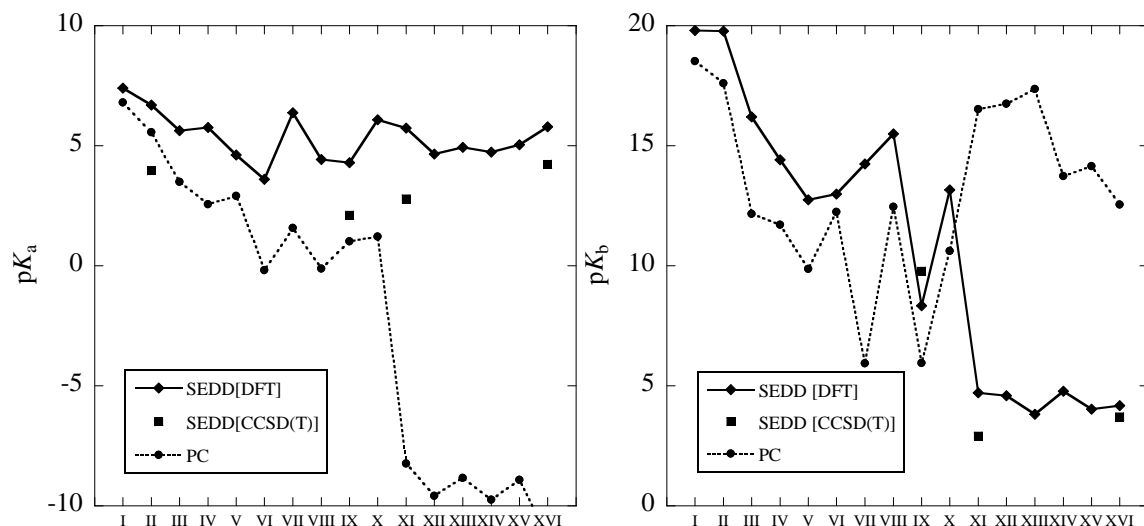 10
5
0
-5
-10
pKa
SEDD[DFT]
SEDD[CCSD(T)]
PC
I II III IV V VI VII VIII IX X XI XII XIII XIV XV XVI
20
15
10
5
0
pKb
SEDD [DFT]
SEDD [CCSD(T)]
PC
I II III IV V VI VII VIII IX X XI XII XIII XIV XV XVI